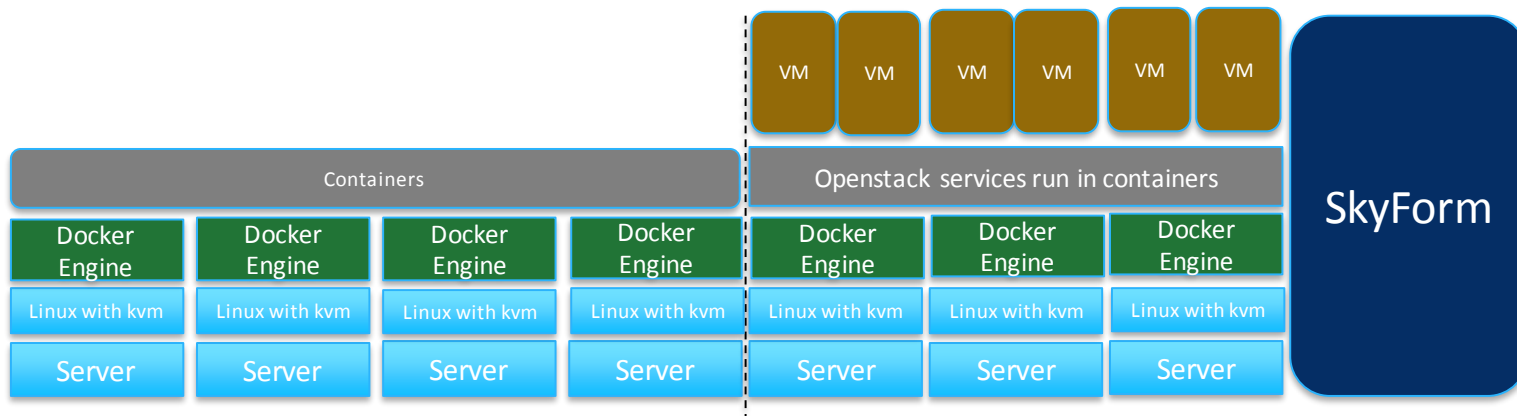 VM
VM
VM
VM
VM
VM
Containers
Openstack services run in containers
SkyForm
Docker
Engine
Docker
Engine
Docker
Engine
Docker
Engine
Docker
Engine
Docker
Engine
Docker
Engine
Linux with kvm
Linux with kvm
Linux with kvm
Linux with kvm
Linux with kvm
Linux with kvm
Linux with kvm
Server
Server
Server
Server
Server
Server
Server